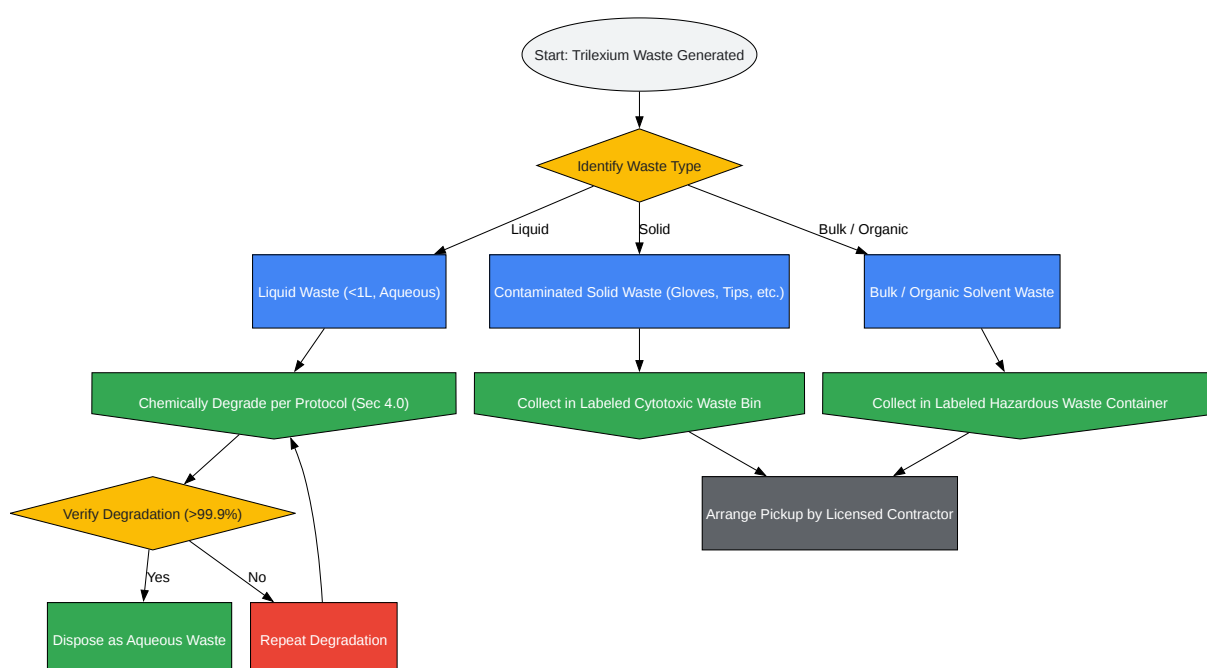 Start: Trilexium Waste Generated
Identify Waste Type
Liquid
Solid
Bulk / Organic
Liquid Waste (<1L, Aqueous)
Contaminated Solid Waste (Gloves, Tips, etc.)
Bulk / Organic Solvent Waste
Chemically Degrade per Protocol (Sec 4.0)
Collect in Labeled Cytotoxic Waste Bin
Collect in Labeled Hazardous Waste Container
Verify Degradation (>99.9%)
Arrange Pickup by Licensed Contractor
Yes
No
Dispose as Aqueous Waste
Repeat Degradation